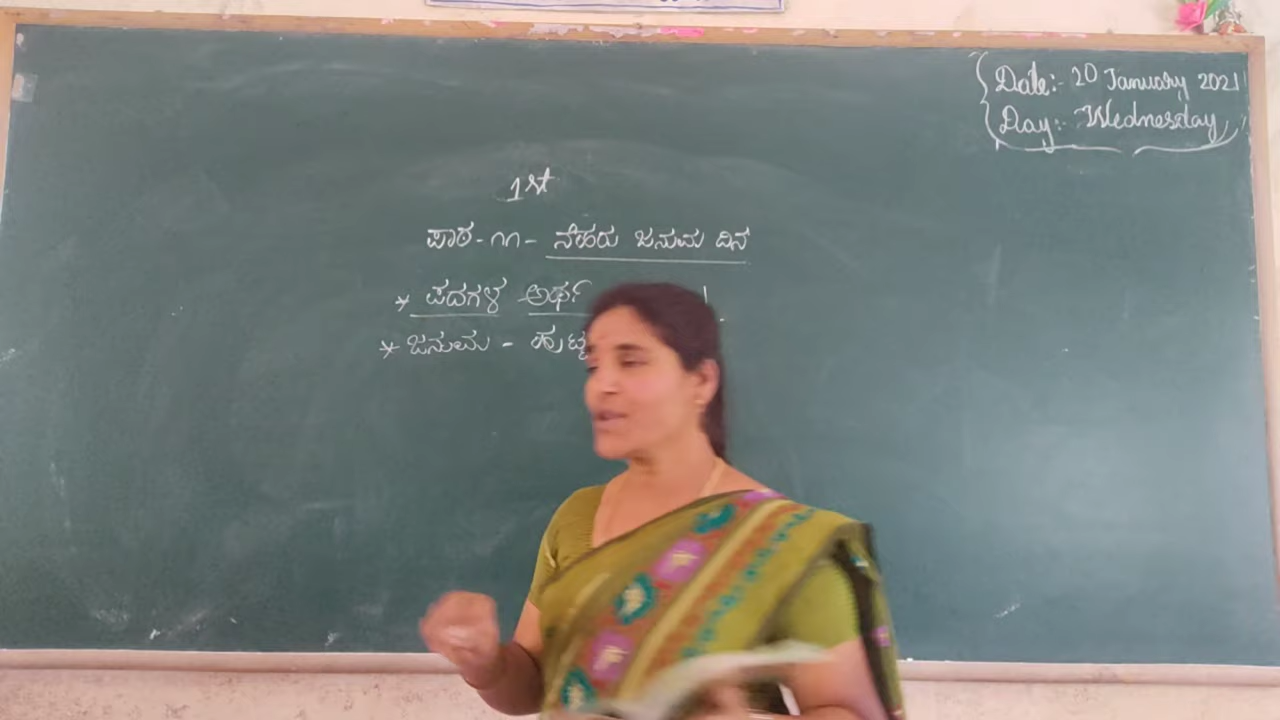 Date:- 20 January 2021
Day:- Wednesday
1st
ಪಾಠ-೧೧- ನೆಹರು ಜನುಮ ದಿನ
* ಪದಗಳ ಅರ್ಥ
* ಜನುಮ -